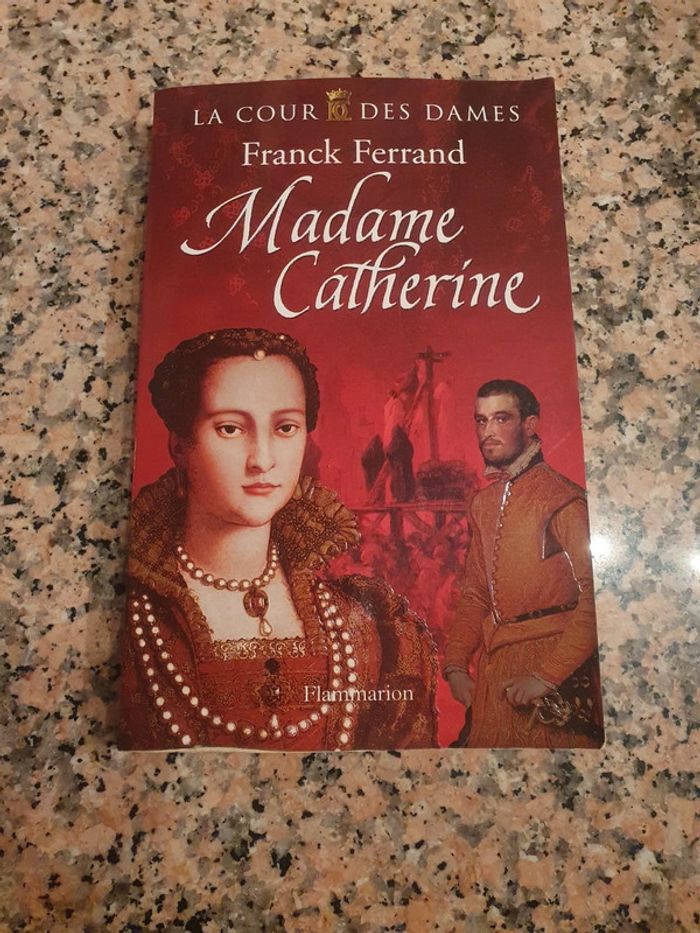 LA COUR DES DAMES
Franck Ferrand
Madame
Catherine
Flammarion